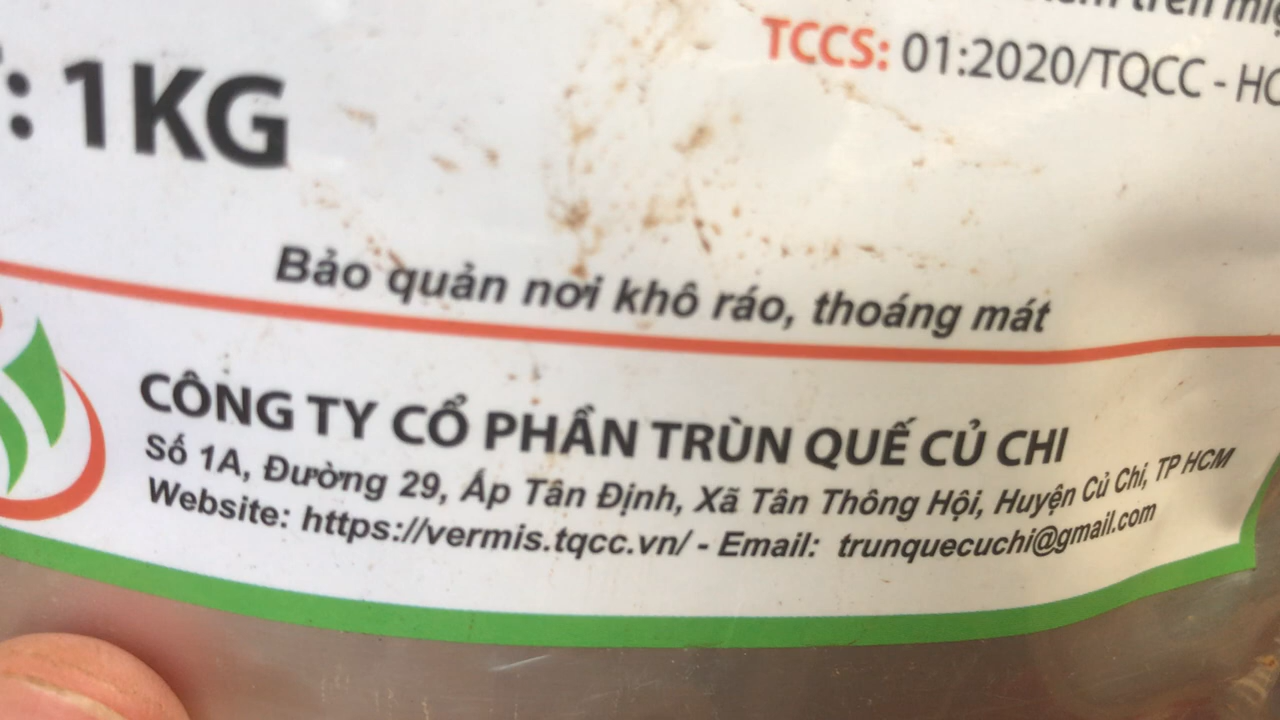 trên
TCCS: 01:2020/TQCC - HC
: 1KG
Bảo quản nơi khô ráo, thoáng mát
CÔNG TY CỔ PHẦN TRÙN QUẾ CỦ CHI
Số 1A, Đường 29, Ấp Tân Định, Xã Tân Thông Hội, Huyện Củ Chi, TP HCM
Website: https://vermis.tqcc.vn/ - Email: trunquecuchi@gmail.com